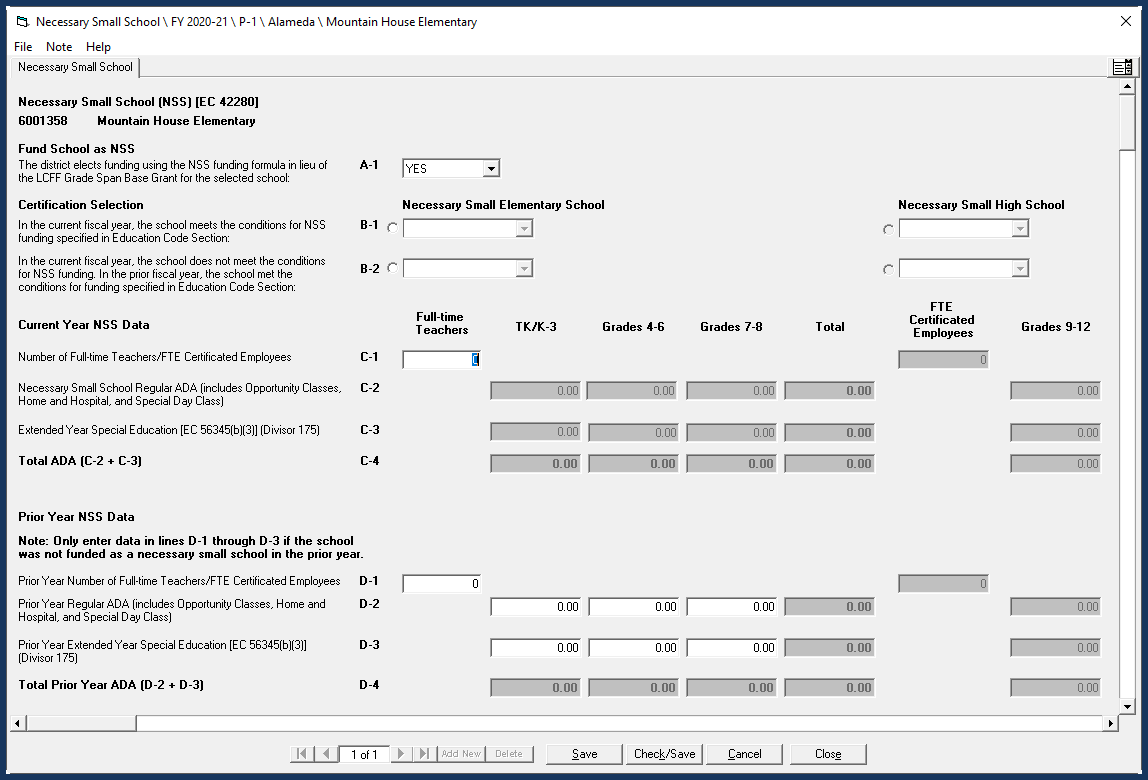 Necessary Small School \ FY 2020-21 \ P-1 \ Alameda \ Mountain House Elementary
File Note Help
Necessary Small School
Necessary Small School (NSS) [EC 42280]
6001358 Mountain House Elementary
Fund School as NSS
The district elects funding using the NSS funding formula in lieu of
the LCFF Grade Span Base Grant for the selected school:
A-1 YES
Certification Selection Necessary Small Elementary School Necessary Small High School
In the current fiscal year, the school meets the conditions for NSS
funding specified in Education Code Section:
B-1
In the current fiscal year, the school does not meet the conditions
for NSS funding. In the prior fiscal year, the school met the
conditions for funding specified in Education Code Section:
B-2
Current Year NSS Data
Full-time
Teachers
TK/K-3 Grades 4-6 Grades 7-8 Total
FTE
Certificated
Employees
Grades 9-12
Number of Full-time Teachers/FTE Certificated Employees C-1 0 0
Necessary Small School Regular ADA (includes Opportunity Classes,
Home and Hospital, and Special Day Class)
C-2 0.00 0.00 0.00 0.00 0.00
Extended Year Special Education [EC 56345(b)(3)] (Divisor 175) C-3 0.00 0.00 0.00 0.00 0.00
Total ADA (C-2 + C-3) C-4 0.00 0.00 0.00 0.00 0.00
Prior Year NSS Data
Note: Only enter data in lines D-1 through D-3 if the school
was not funded as a necessary small school in the prior year.
Prior Year Number of Full-time Teachers/FTE Certificated Employees D-1 0 0
Prior Year Regular ADA (includes Opportunity Classes, Home and
Hospital, and Special Day Class)
D-2 0.00 0.00 0.00 0.00 0.00
Prior Year Extended Year Special Education [EC 56345(b)(3)]
(Divisor 175)
D-3 0.00 0.00 0.00 0.00 0.00
Total Prior Year ADA (D-2 + D-3) D-4 0.00 0.00 0.00 0.00 0.00
1 of 1 Add New Delete Save Check/Save Cancel Close